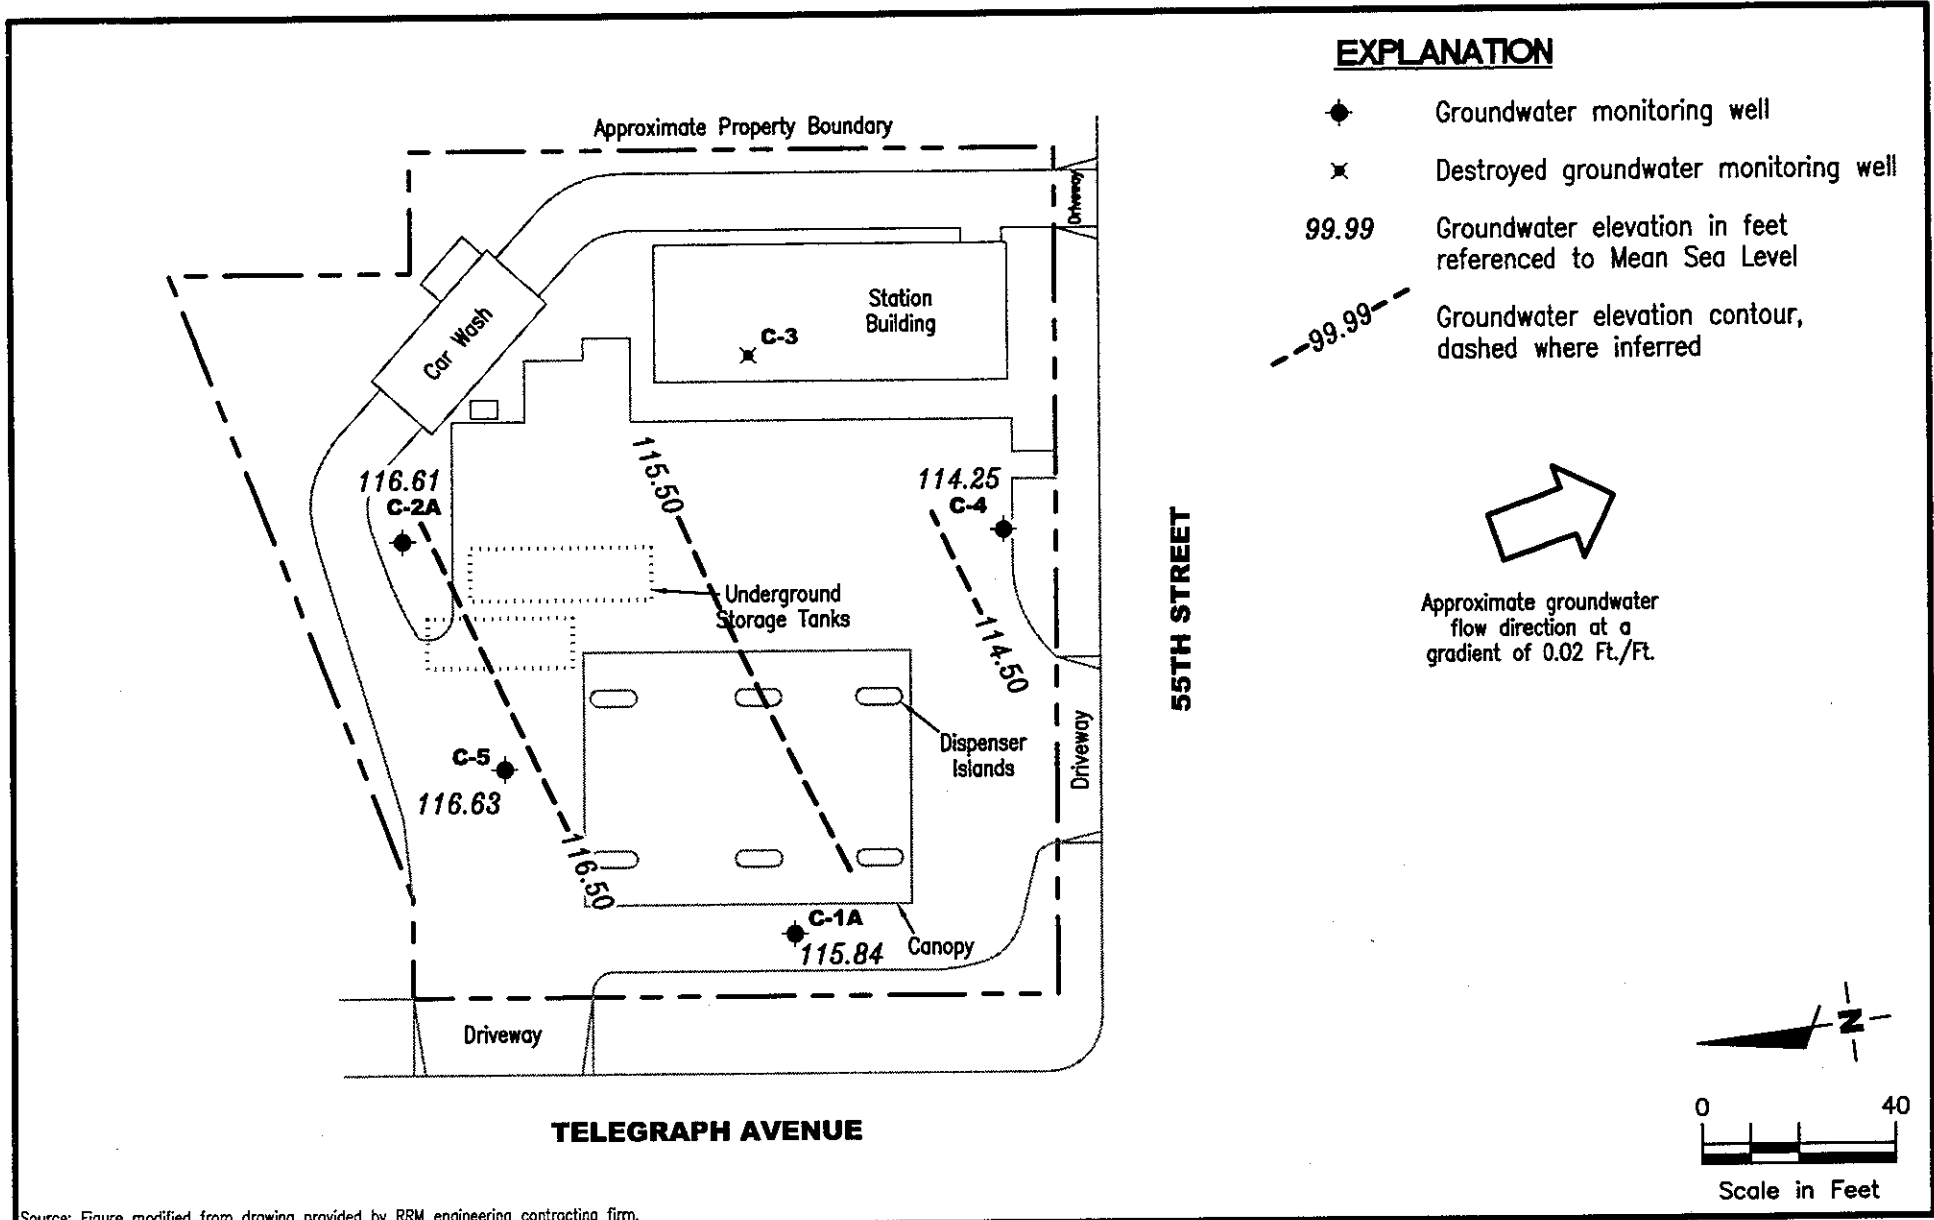 EXPLANATION
Groundwater monitoring well
Destroyed groundwater monitoring well
99.99
Groundwater elevation in feet
referenced to Mean Sea Level
99.99
Groundwater elevation contour,
dashed where inferred
Approximate Property Boundary
Driveway
Station
Building
Car Wash
C-3
116.61
C-2A
115.50
114.25
C-4
Underground
Storage Tanks
114.50
55TH STREET
Approximate groundwater
flow direction at a
gradient of 0.02 Ft./Ft.
Dispenser
Islands
Driveway
C-5
116.63
116.50
C-1A
115.84
Canopy
Driveway
TELEGRAPH AVENUE
N
0 40
Scale in Feet
Source: Figure modified from drawing provided by RRM engineering contracting firm.